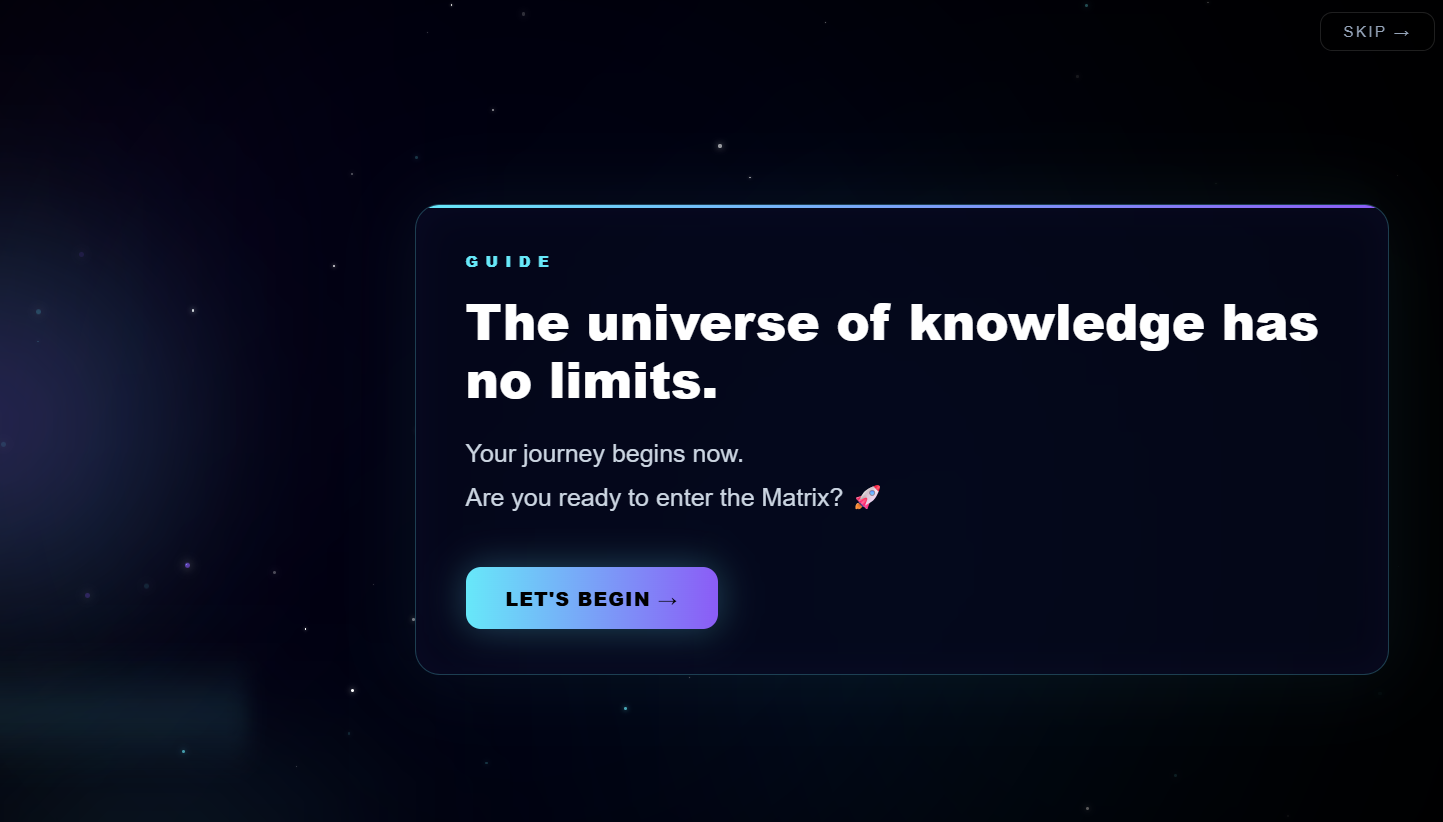 SKIP →
GUIDE
The universe of knowledge has
no limits.
Your journey begins now.
Are you ready to enter the Matrix? 🚀
LET'S BEGIN →